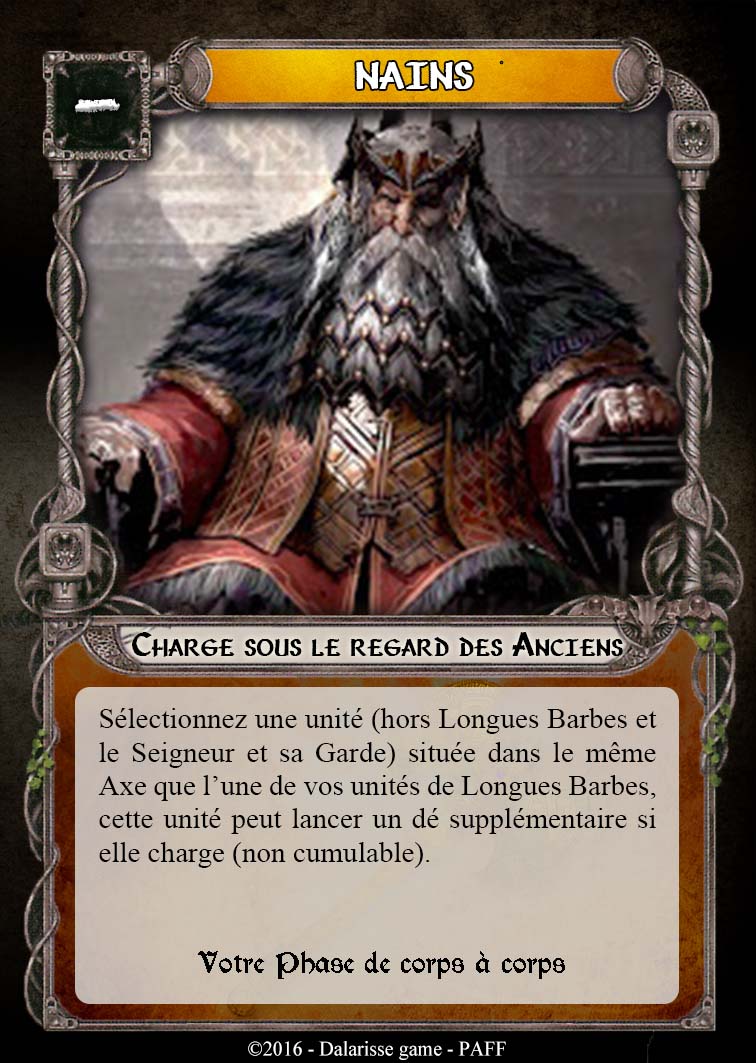 NAINS
-
Charge sous le regard des Anciens
Sélectionnez une unité (hors Longues Barbes et
le Seigneur et sa Garde) située dans le même
Axe que l'une de vos unités de Longues Barbes,
cette unité peut lancer un dé supplémentaire si
elle charge (non cumulable).
Votre Phase de corps à corps
©2016 - Dalarisse game - PAFF